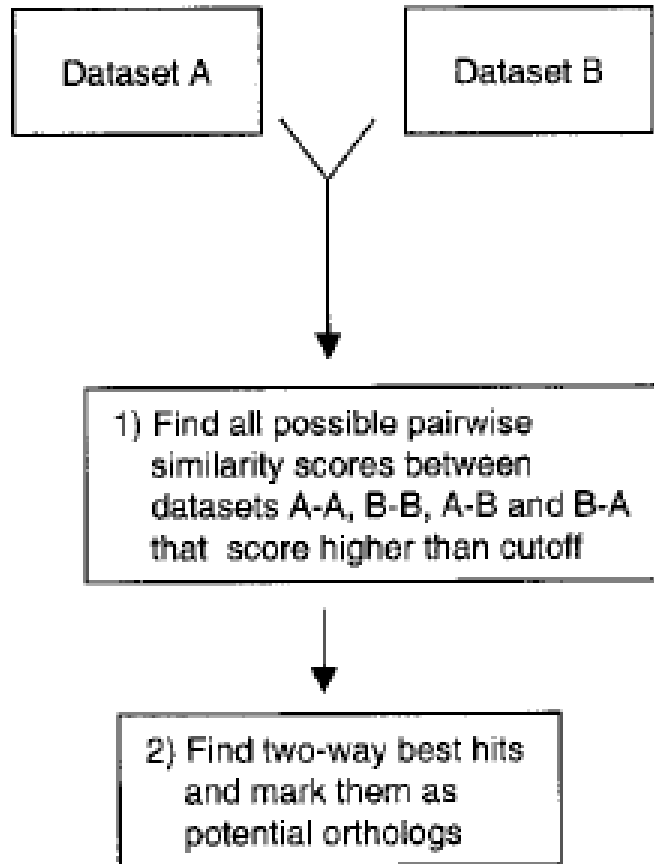 Dataset A
Dataset B
1) Find all possible pairwise
similarity scores between
datasets A-A, B-B, A-B and B-A
that score higher than cutoff
2) Find two-way best hits
and mark them as
potential orthologs